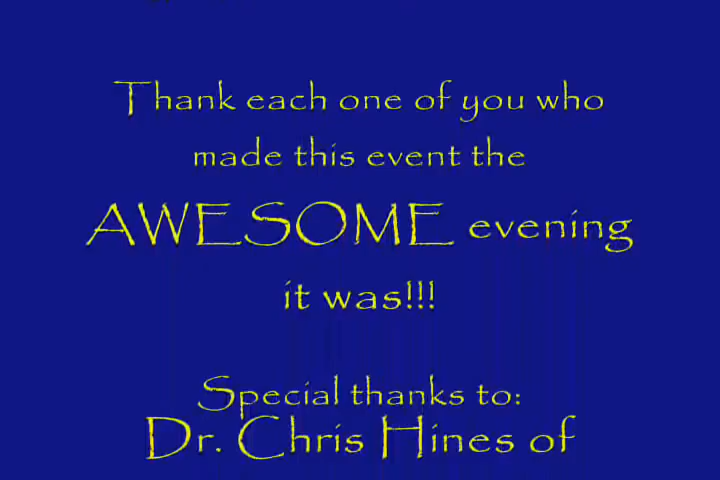 Thank each one of you who
made this event the
AWESOME evening
it was!!!
Special thanks to:
Dr. Chris Hines of